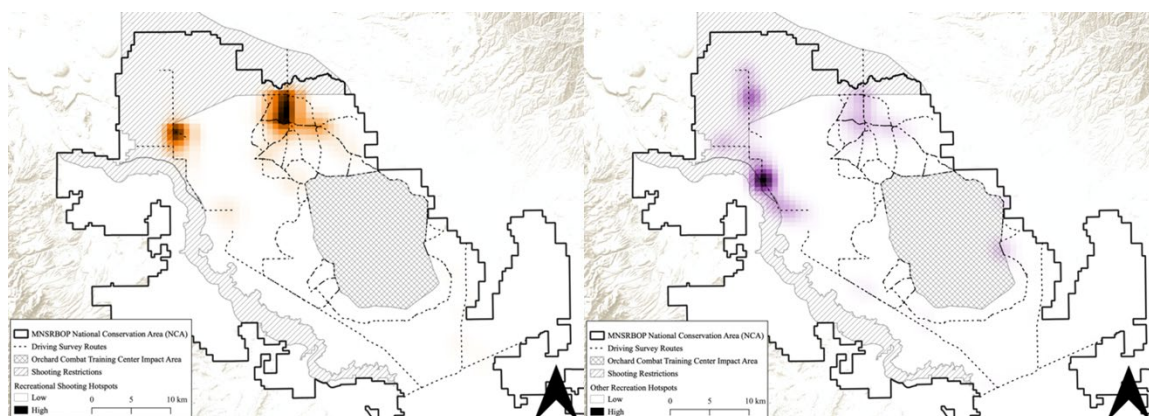 MNSRBOP National Conservation Area (NCA)
Driving Survey Routes
Orchard Combat Training Center Impact Area
Shooting Restrictions
Recreational Shooting Hotspots
Low
High
0 5 10 km
MNSRBOP National Conservation Area (NCA)
Driving Survey Routes
Orchard Combat Training Center Impact Area
Shooting Restrictions
Other Recreation Hotspots
Low
High
0 5 10 km